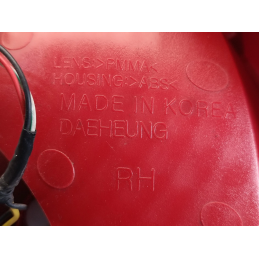 LENS>PMMA<
HOUSING:>ABS<
MADE IN KOREA
DAEHEUNG
RH